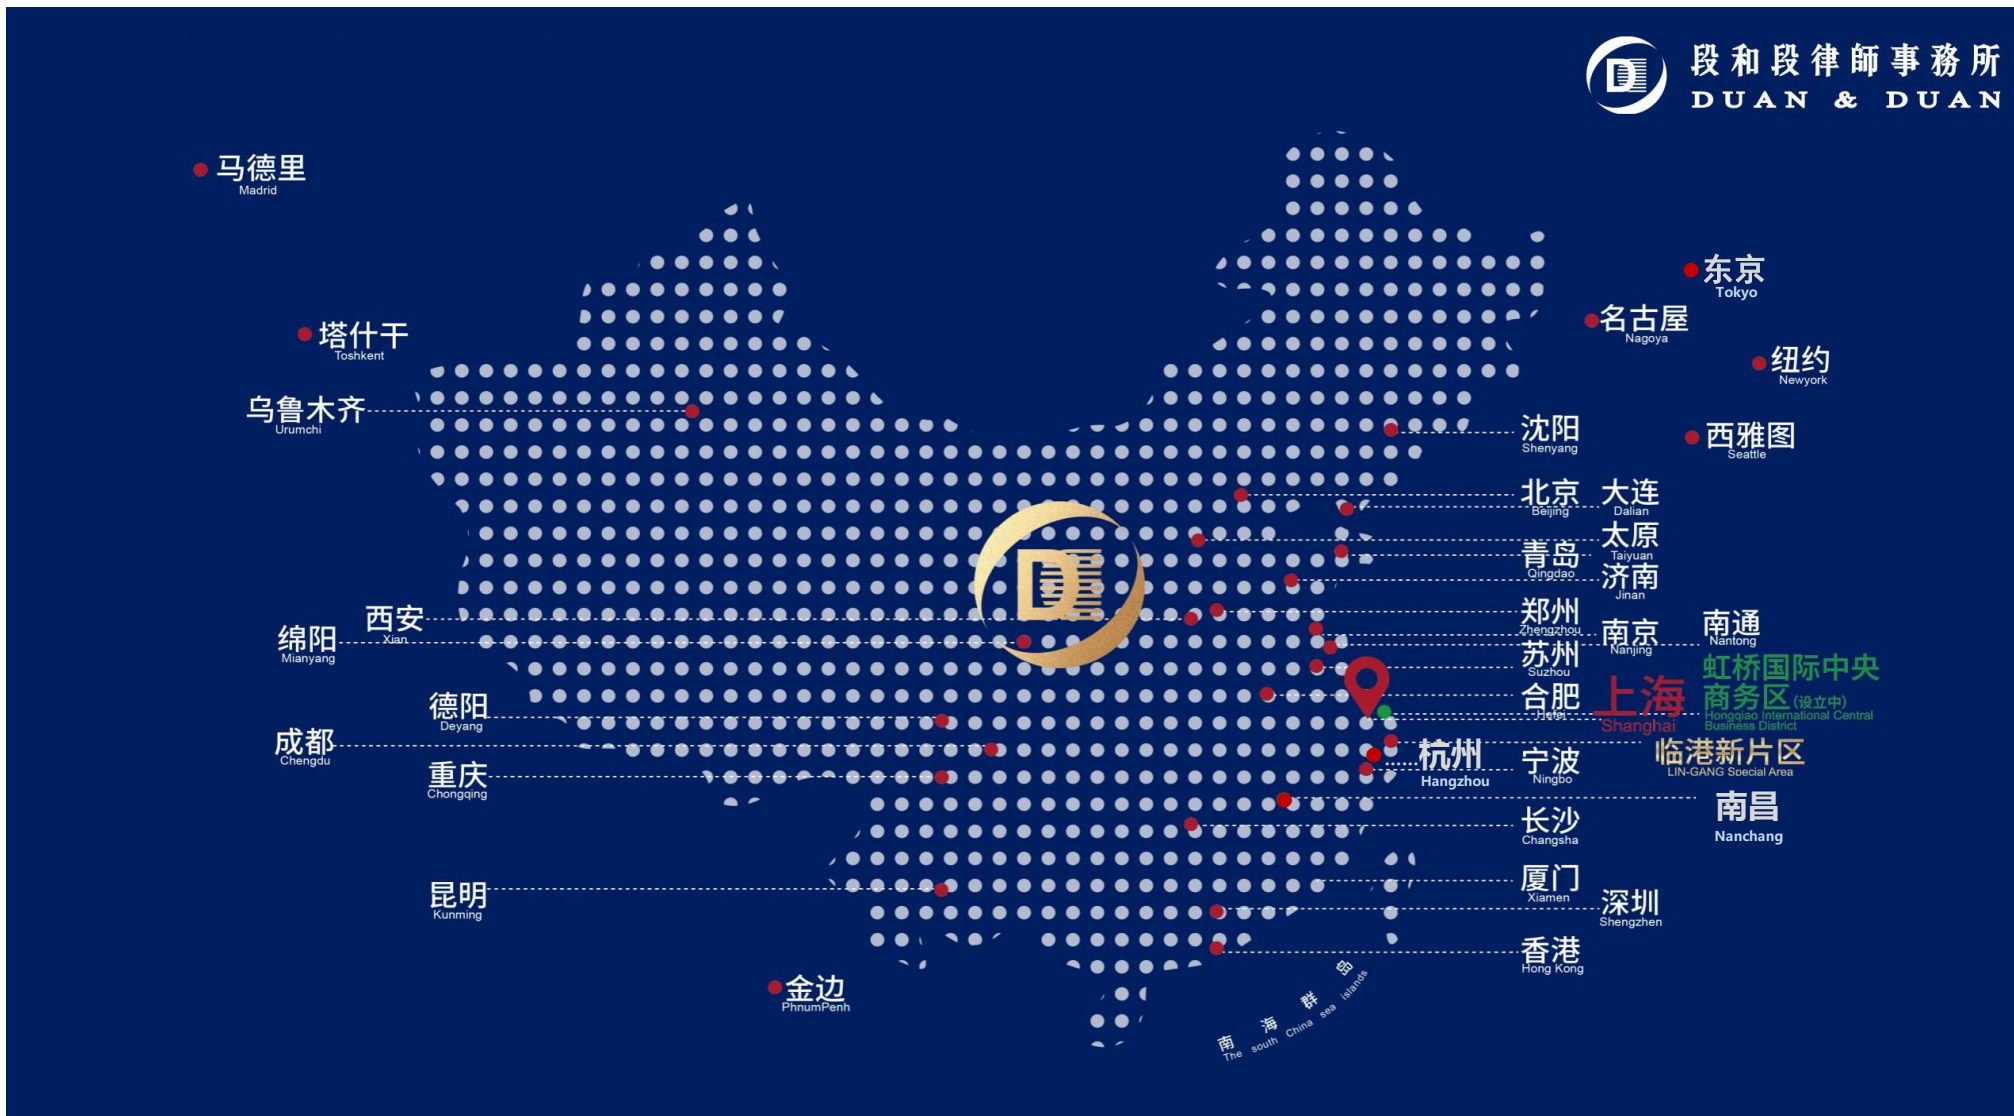 段和段律師事務所
DUAN & DUAN
马德里
Madrid
东京
Tokyo
名古屋
Nagoya
塔什干
Toshkent
纽约
Newyork
乌鲁木齐
Urumchi
沈阳
Shenyang
西雅图
Seattle
北京
Beijing
大连
Dalian
太原
Taiyuan
青岛
Qingdao
济南
Jinan
西安
Xian
郑州
Zhengzhou
南京
Nanjing
南通
Nantong
绵阳
Mianyang
苏州
Suzhou
虹桥国际中央
商务区(设立中)
Hongqiao International Central
Business District
合肥
Hefei
上海
Shanghai
德阳
Deyang
成都
Chengdu
杭州
Hangzhou
宁波
Ningbo
临港新片区
LIN-GANG Special Area
重庆
Chongqing
南昌
Nanchang
长沙
Changsha
厦门
Xiamen
昆明
Kunming
深圳
Shengzhen
香港
Hong Kong
金边
PhnumPenh
南海群岛
The south China sea islands
D